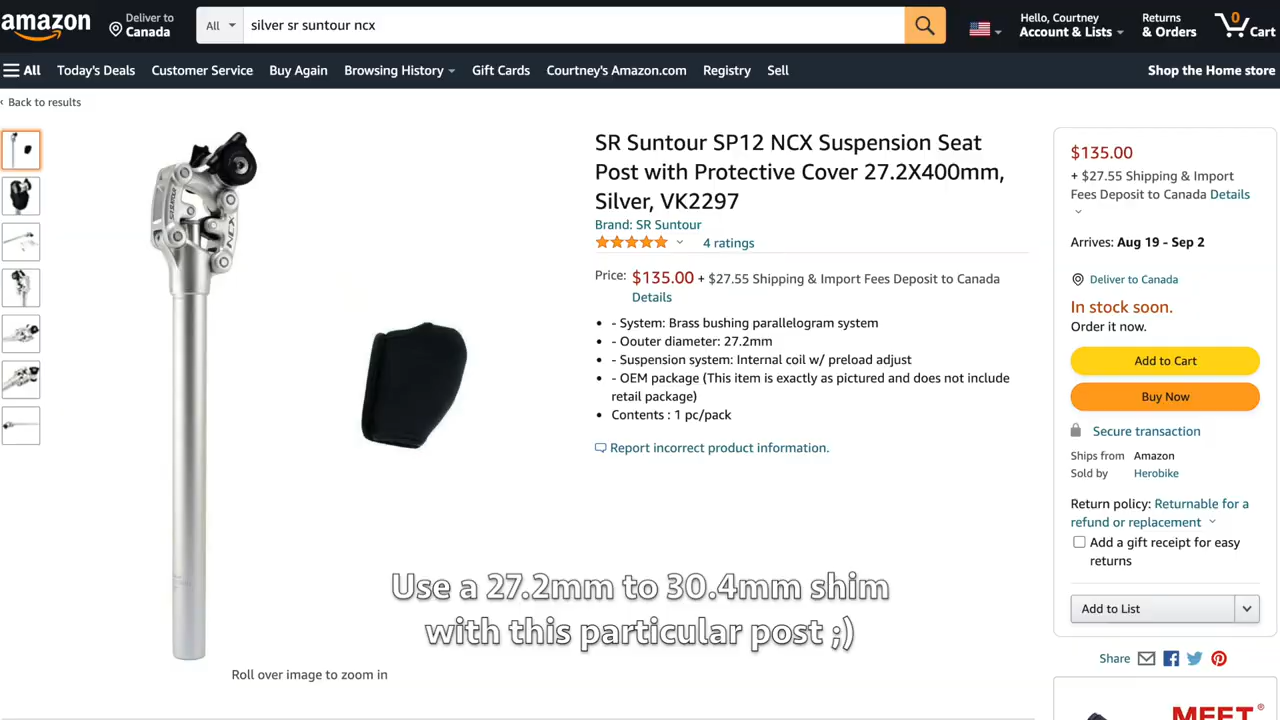 amazon
Deliver to
Canada
All
silver sr suntour ncx
Hello, Courtney
Account & Lists
Returns
& Orders
0
Cart
All
Today's Deals
Customer Service
Buy Again
Browsing History
Gift Cards
Courtney's Amazon.com
Registry
Sell
Shop the Home store
‹ Back to results
SR Suntour SP12 NCX Suspension Seat
Post with Protective Cover 27.2X400mm,
Silver, VK2297
Brand: SR Suntour
4 ratings
Price: $135.00 + $27.55 Shipping & Import Fees Deposit to Canada
Details
• - System: Brass bushing parallelogram system
• - Oouter diameter: 27.2mm
• - Suspension system: Internal coil w/ preload adjust
• - OEM package (This item is exactly as pictured and does not include
retail package)
• Contents : 1 pc/pack
Report incorrect product information.
NCX
Use a 27.2mm to 30.4mm shim
with this particular post ;)
Roll over image to zoom in
$135.00
+ $27.55 Shipping & Import
Fees Deposit to Canada Details
Arrives: Aug 19 - Sep 2
Deliver to Canada
In stock soon.
Order it now.
Add to Cart
Buy Now
Secure transaction
Ships from Amazon
Sold by Herobike
Return policy: Returnable for a
refund or replacement
Add a gift receipt for easy
returns
Add to List
Share
MEET